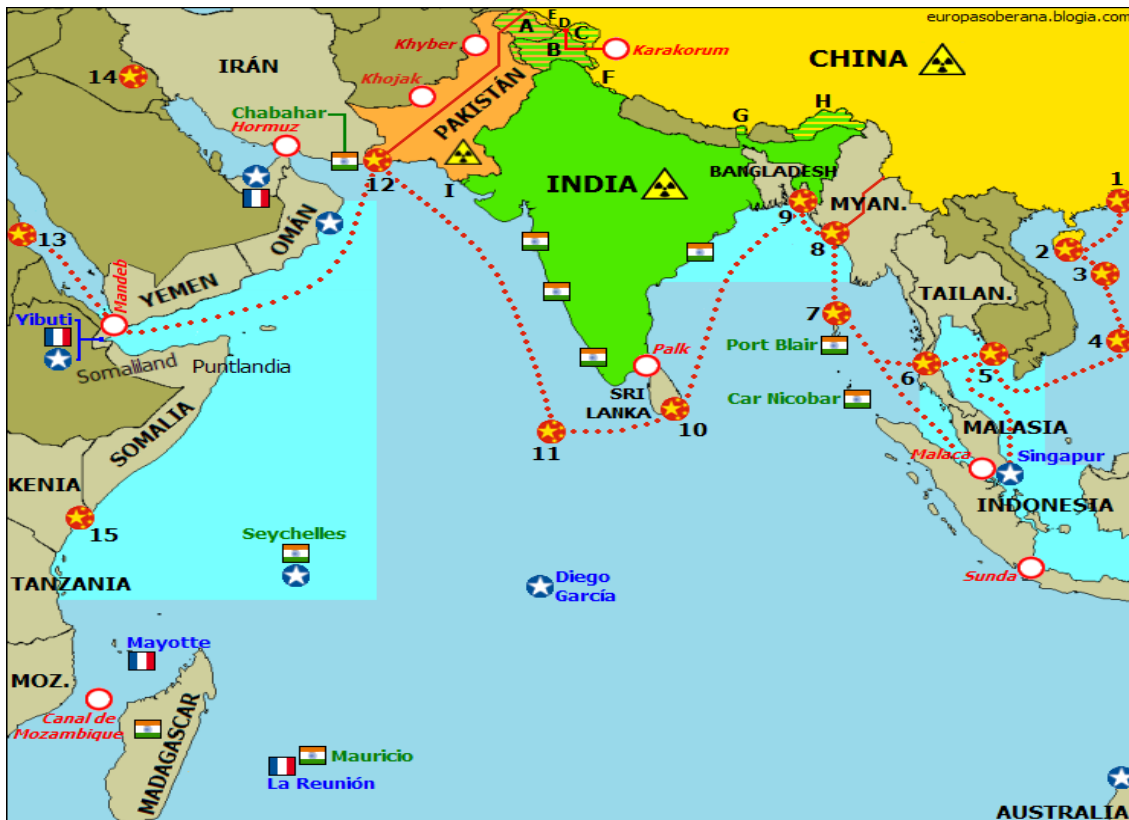 europasoberana.blogia.com
E
D
A
C
Khyber
B
Karakorum
CHINA
14
IRÁN
Khojak
F
PAKISTÁN
H
Chabahar
G
Hormuz
BANGLADESH
12
I
INDIA
MYAN.
1
OMÁN
9
8
2
13
3
Mandeb
YEMEN
TAILAN.
7
Yibuti
Port Blair
4
Somaliland
Puntlandia
Palk
6
5
SRI
LANKA
Car Nicobar
10
SOMALIA
11
MALASIA
Malaca
Singapur
KENIA
INDONESIA
15
Seychelles
Sunda
TANZANIA
Diego
García
Mayotte
MOZ.
Canal de
Mozambique
MADAGASCAR
Mauricio
La Reunión
AUSTRALIA